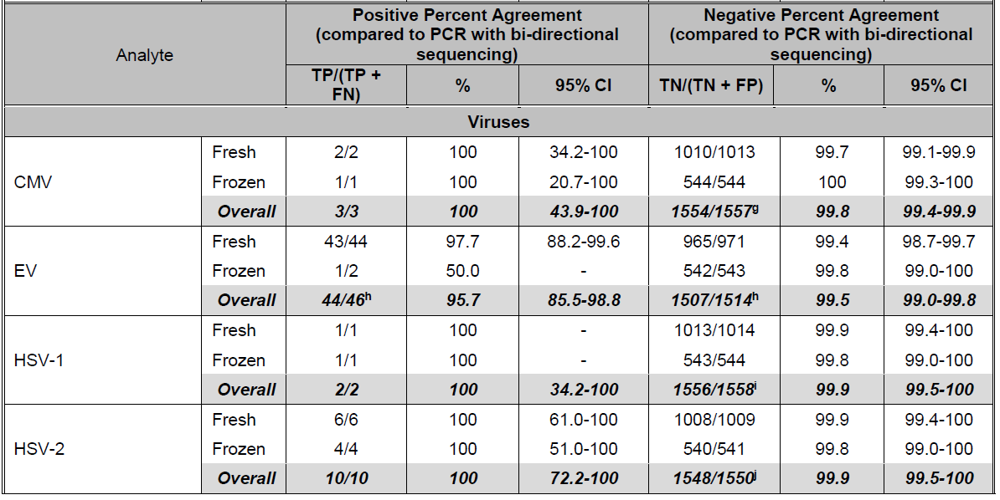 Analyte
Positive Percent Agreement
(compared to PCR with bi-directional
sequencing)
Negative Percent Agreement
(compared to PCR with bi-directional
sequencing)
TP/(TP +
FN)
%
95% CI
TN/(TN + FP)
%
95% CI
Viruses
CMV
Fresh 2/2 100 34.2-100 1010/1013 99.7 99.1-99.9
Frozen 1/1 100 20.7-100 544/544 100 99.3-100
Overall 3/3 100 43.9-100 1554/1557g 99.8 99.4-99.9
EV
Fresh 43/44 97.7 88.2-99.6 965/971 99.4 98.7-99.7
Frozen 1/2 50.0 - 542/543 99.8 99.0-100
Overall 44/46h 95.7 85.5-98.8 1507/1514h 99.5 99.0-99.8
HSV-1
Fresh 1/1 100 - 1013/1014 99.9 99.4-100
Frozen 1/1 100 - 543/544 99.8 99.0-100
Overall 2/2 100 34.2-100 1556/1558i 99.9 99.5-100
HSV-2
Fresh 6/6 100 61.0-100 1008/1009 99.9 99.4-100
Frozen 4/4 100 51.0-100 540/541 99.8 99.0-100
Overall 10/10 100 72.2-100 1548/1550j 99.9 99.5-100